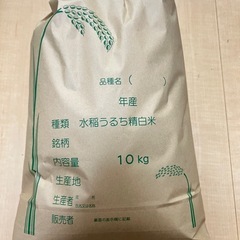 品種名( )
年産
種類 水稲うるち精白米
銘柄
内容量 10kg
生産地
生産者
販売者